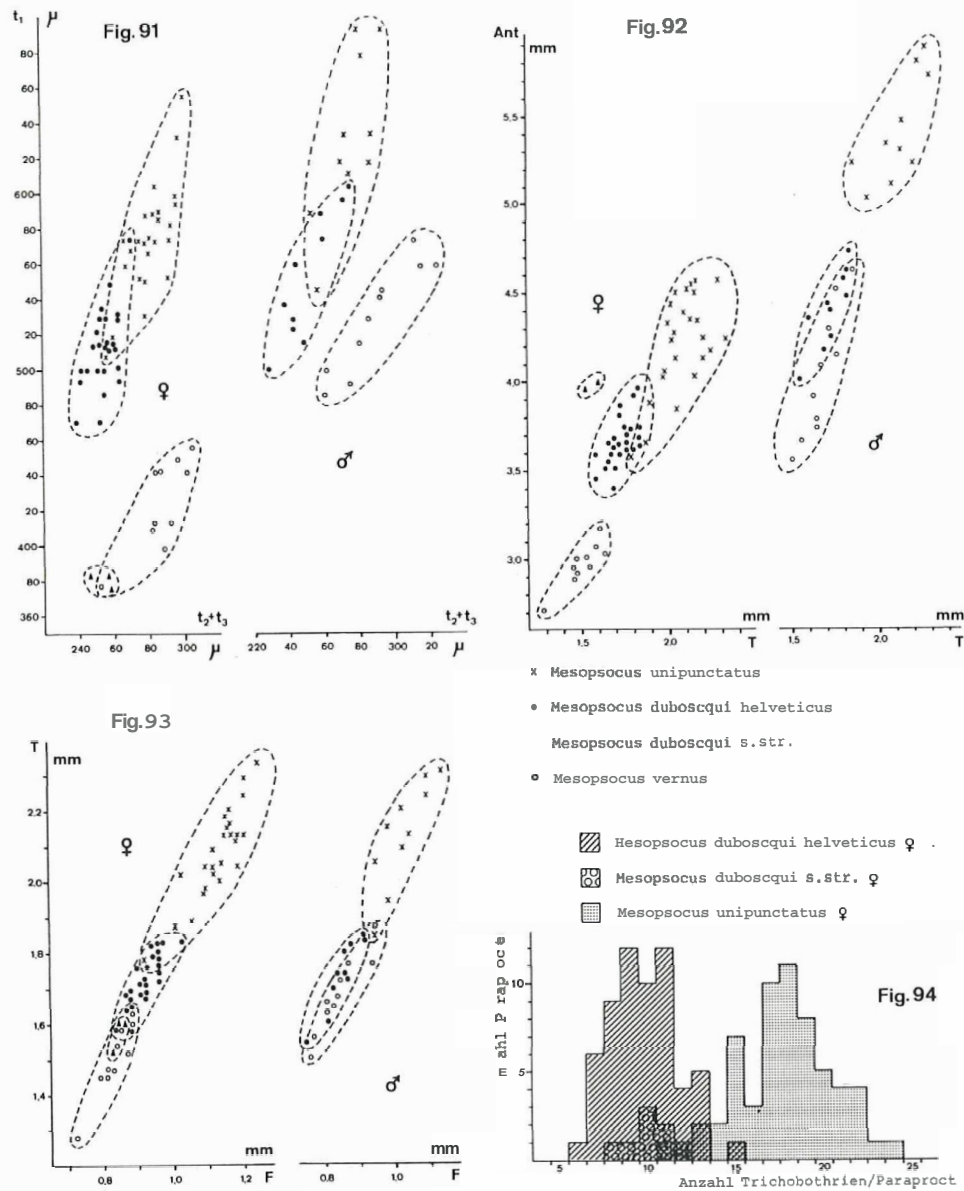 Fig.91
t₁ µ
80
60
40
20
600
80
60
40
20
500
80
60
40
20
400
80
360
♀
♂
t₂+t₃
t₂+t₃
240 60 80 300
µ
220 40 60 80 300 20
µ
Fig.92
Ant mm
5,5
5,0
4,5
4,0
3,5
3,0
♀
♂
mm
mm
1,5 2,0
T
1,5 2,0
T
x Mesopsocus unipunctatus
• Mesopsocus duboscqui helveticus
Mesopsocus duboscqui s.str.
o Mesopsocus vernus
Fig.93
T mm
2,2
2,0
1,8
1,6
1,4
♀
♂
mm
mm
0,8 1,0 1,2 F
0,8 1,0 F
Hesopsocus duboscqui helveticus ♀ .
Mesopsocus duboscqui s.str. ♀
Mesopsocus unipunctatus ♀
Fig.94
m ahl P rap oc è
10
5
5 10 15 20 25
Anzahl Trichobothrien/Paraproct